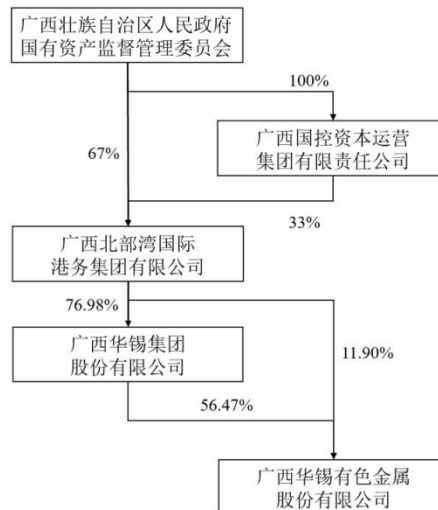 广西壮族自治区人民政府
国有资产监督管理委员会
100%
广西国控资本运营
集团有限责任公司
67%
33%
广西北部湾国际
港务集团有限公司
76.98%
广西华锡集团
股份有限公司
11.90%
56.47%
广西华锡有色金属
股份有限公司